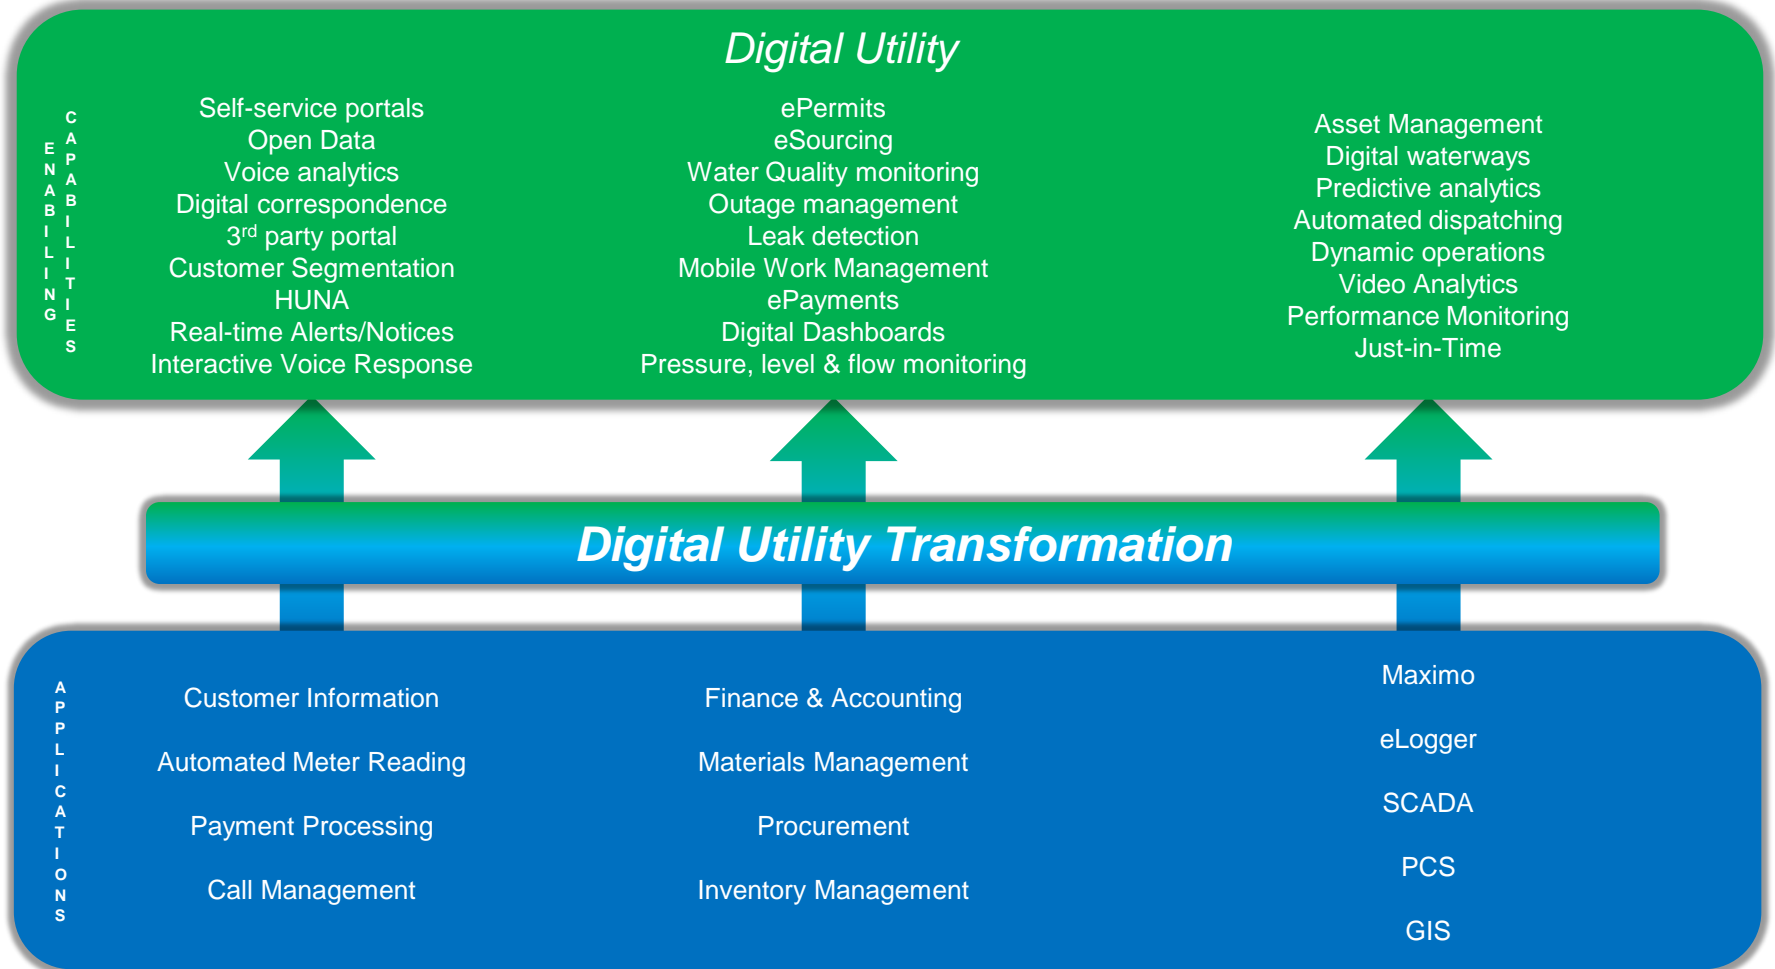 Digital Utility
ENABLING
CAPABILITIES
Self-service portals
Open Data
Voice analytics
Digital correspondence
3rd party portal
Customer Segmentation
HUNA
Real-time Alerts/Notices
Interactive Voice Response
ePermits
eSourcing
Water Quality monitoring
Outage management
Leak detection
Mobile Work Management
ePayments
Digital Dashboards
Pressure, level & flow monitoring
Asset Management
Digital waterways
Predictive analytics
Automated dispatching
Dynamic operations
Video Analytics
Performance Monitoring
Just-in-Time
Digital Utility Transformation
APPLICATIONS
Customer Information
Automated Meter Reading
Payment Processing
Call Management
Finance & Accounting
Materials Management
Procurement
Inventory Management
Maximo
eLogger
SCADA
PCS
GIS